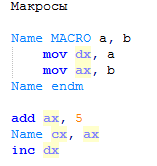 Макросы
Name MACRO a, b
mov dx, a
mov ax, b
Name endm
add ax, 5
Name cx, ax
inc dx